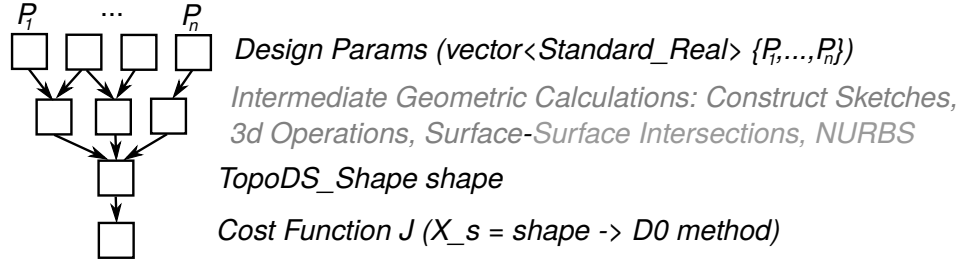 P1 ... Pn
Design Params (vector<Standard_Real> {P1,...,Pn})
Intermediate Geometric Calculations: Construct Sketches,
3d Operations, Surface-Surface Intersections, NURBS
TopoDS_Shape shape
Cost Function J (X_s = shape -> D0 method)